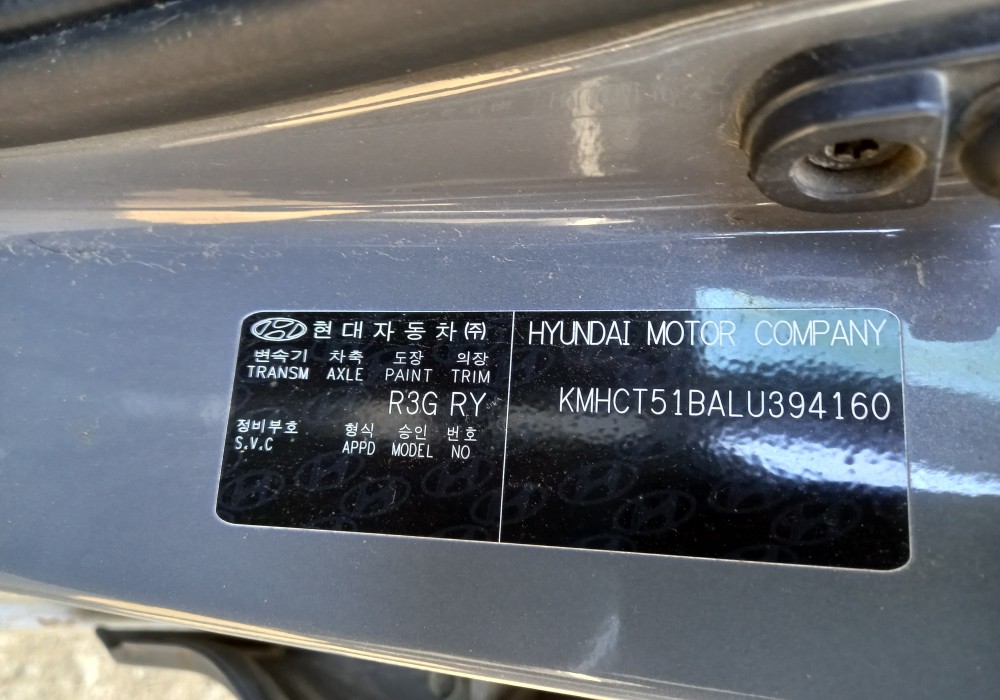 현대자동차㈜
변속기 차축 도장 의장
TRANSM AXLE PAINT TRIM
R3G RY
정비부호 형식 승인 번호
S.V.C APPD MODEL NO
HYUNDAI MOTOR COMPANY
KMHCT51BALU394160